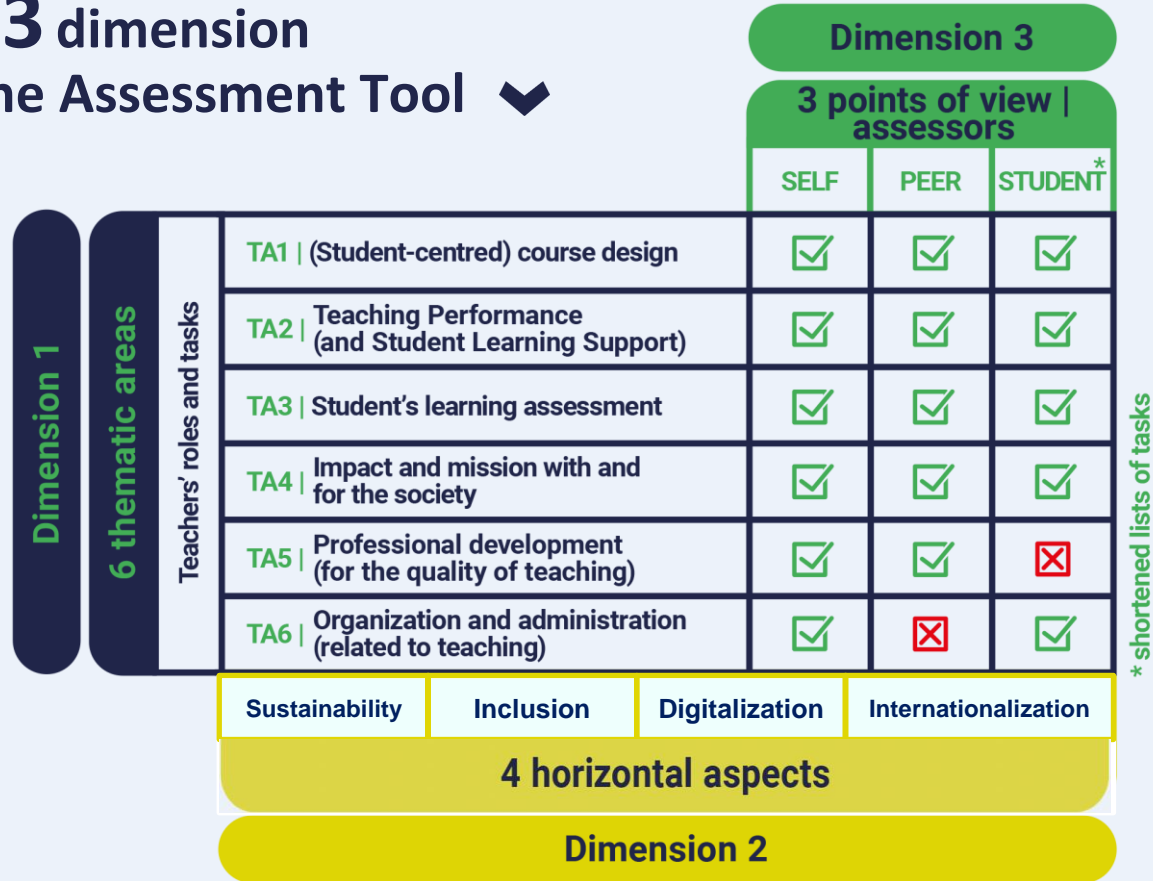 3 dimension
ne Assessment Tool
Dimension 3
3 points of view |
assessors
SELF PEER STUDENT*
Dimension 1
6 thematic areas
Teachers' roles and tasks
TA1 | (Student-centred) course design
TA2 | Teaching Performance
(and Student Learning Support)
TA3 | Student's learning assessment
TA4 | Impact and mission with and
for the society
TA5 | Professional development
(for the quality of teaching)
TA6 | Organization and administration
(related to teaching)
* shortened lists of tasks
Sustainability Inclusion Digitalization Internationalization
4 horizontal aspects
Dimension 2